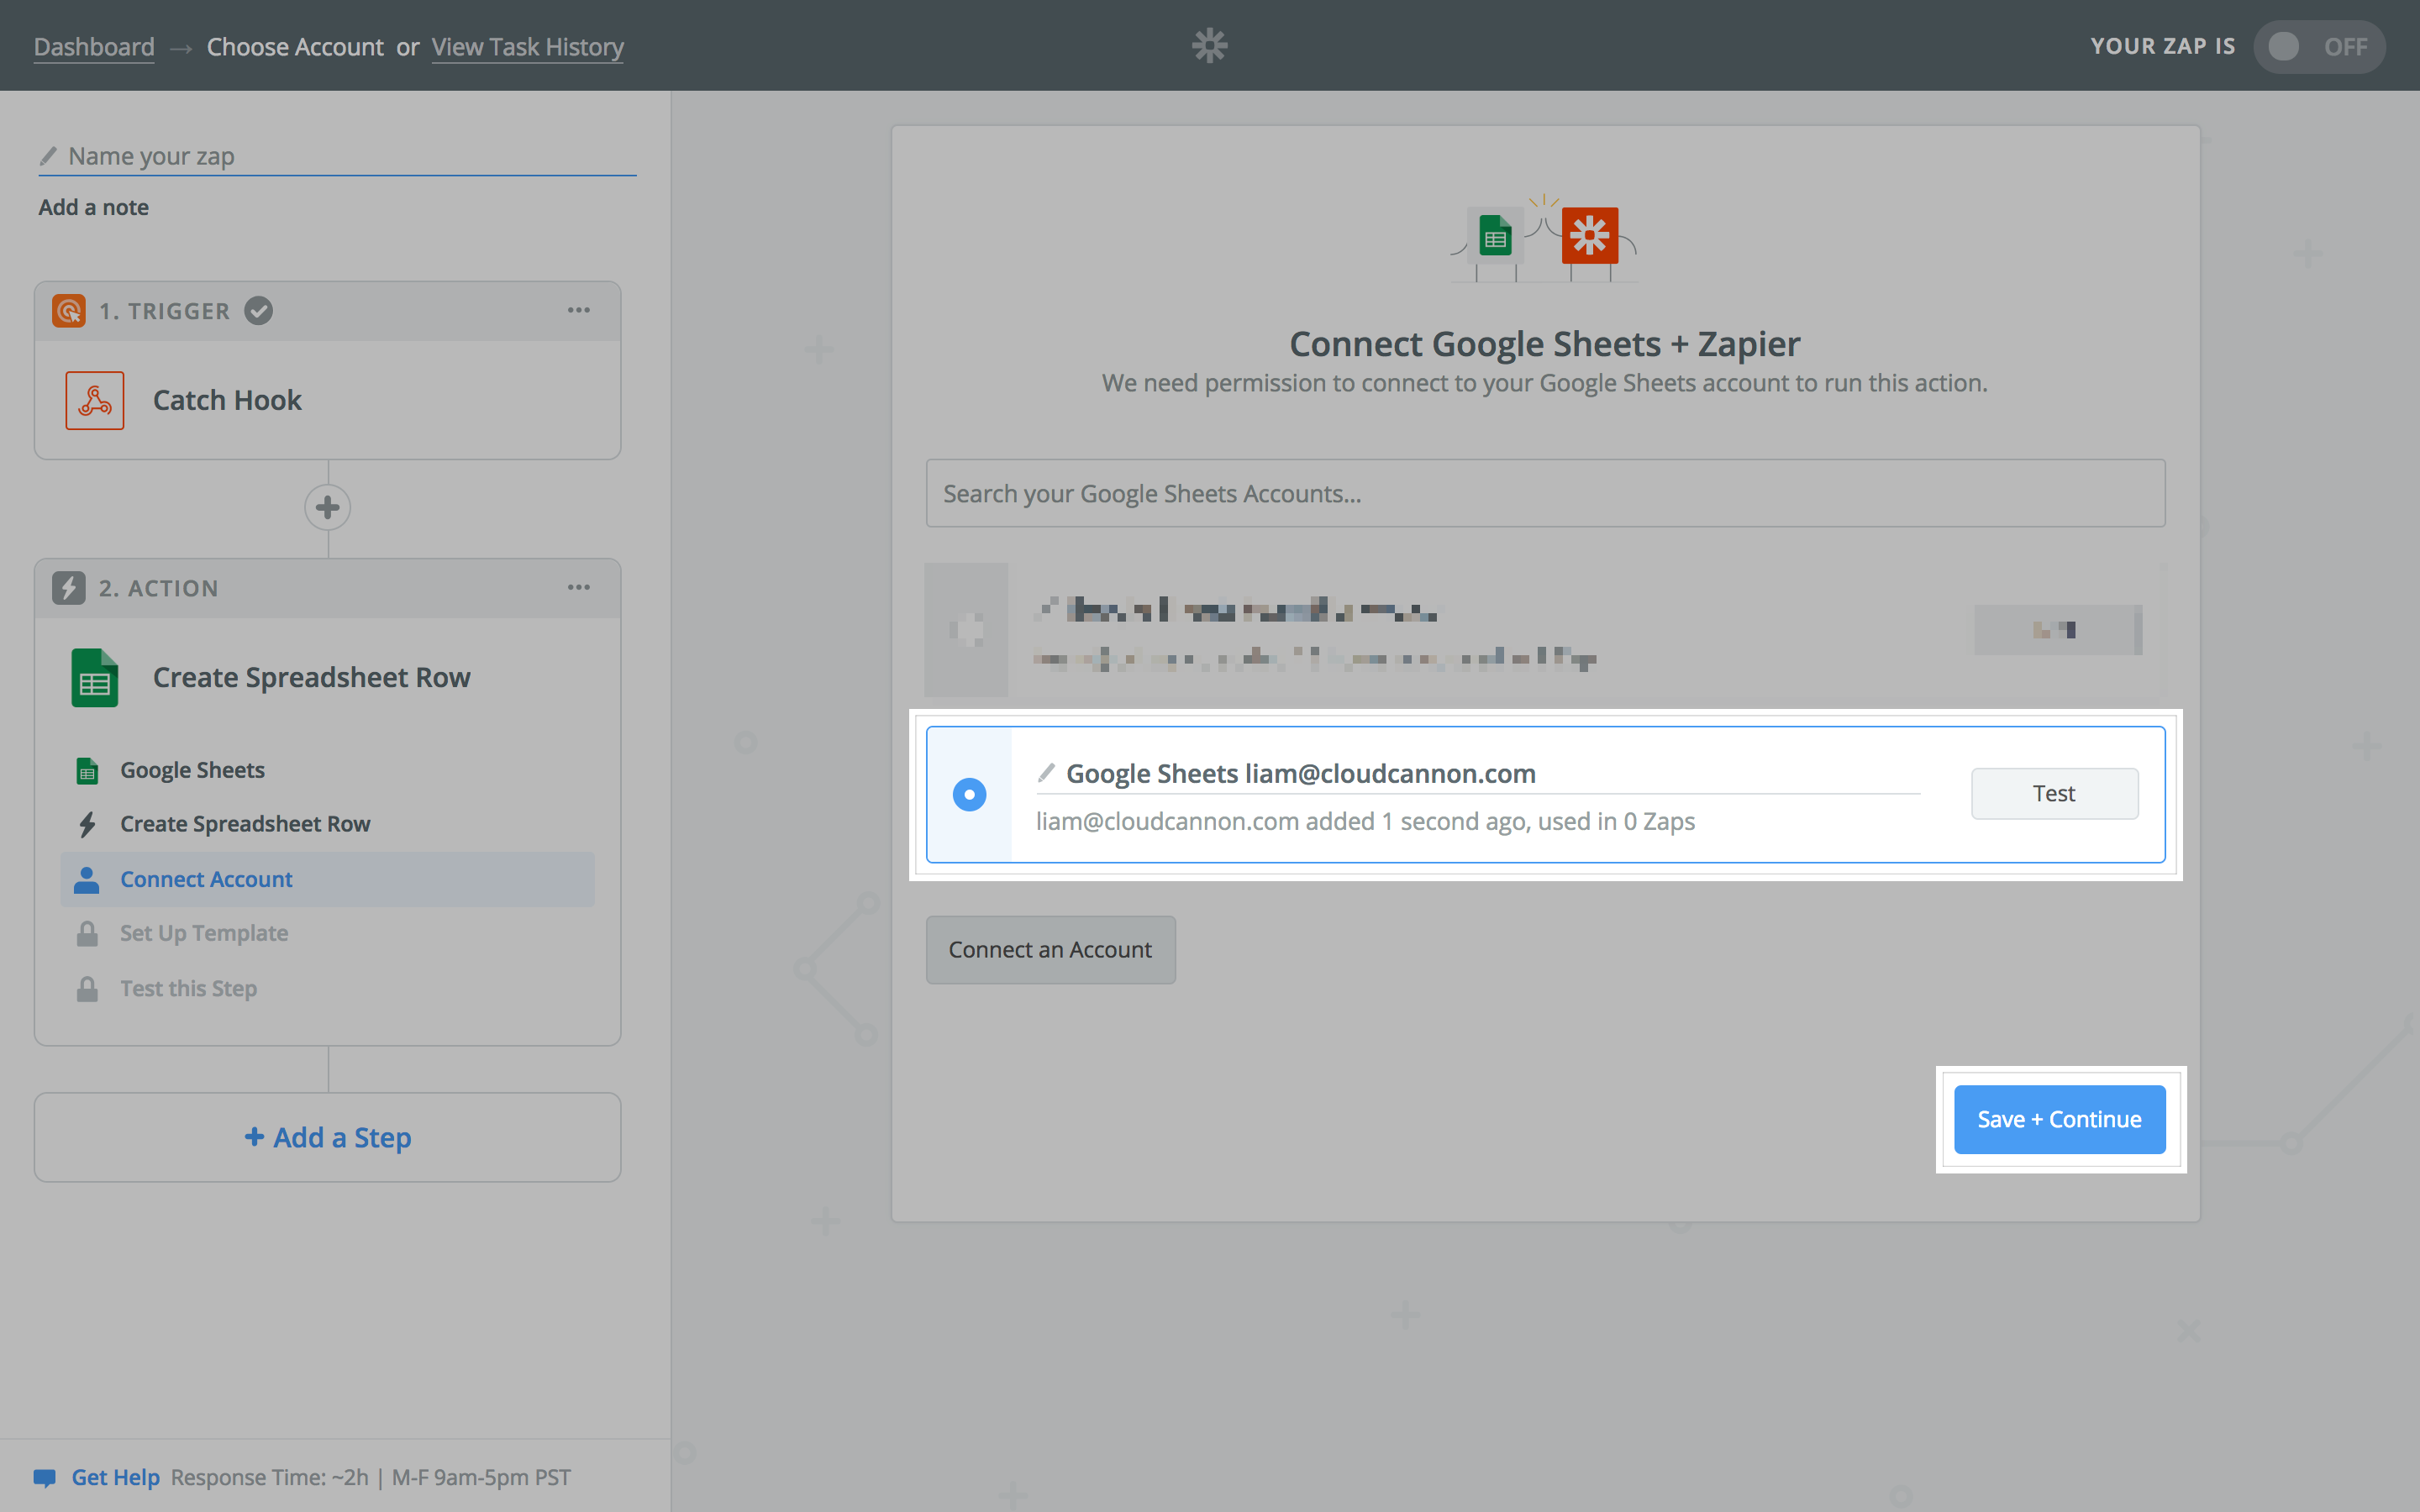 Dashboard → Choose Account or View Task History
YOUR ZAP IS OFF
Name your zap
Add a note
1. TRIGGER
Catch Hook
2. ACTION
Create Spreadsheet Row
Google Sheets
Create Spreadsheet Row
Connect Account
Set Up Template
Test this Step
+ Add a Step
Get Help Response Time: ~2h | M-F 9am-5pm PST
Connect Google Sheets + Zapier
We need permission to connect to your Google Sheets account to run this action.
Search your Google Sheets Accounts...
Google Sheets liam@cloudcannon.com
liam@cloudcannon.com added 1 second ago, used in 0 Zaps
Test
Connect an Account
Save + Continue